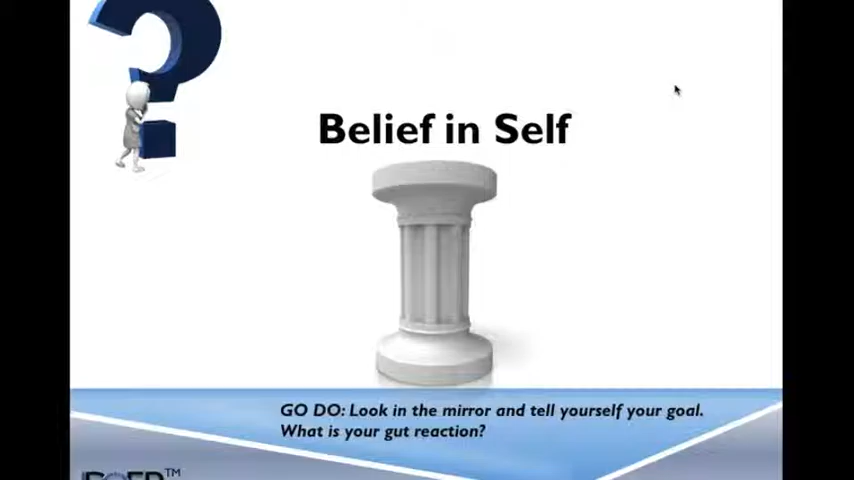 Belief in Self
GO DO: Look in the mirror and tell yourself your goal.
What is your gut reaction?
TM